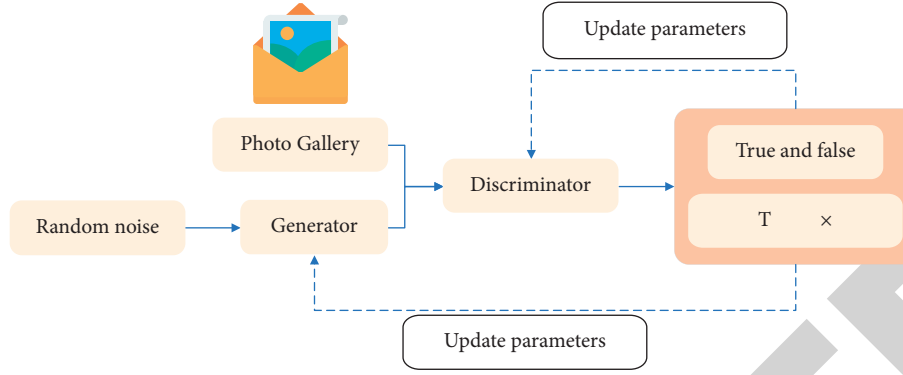 Update parameters
Photo Gallery
True and false
Discriminator
Random noise
Generator
T ×
Update parameters